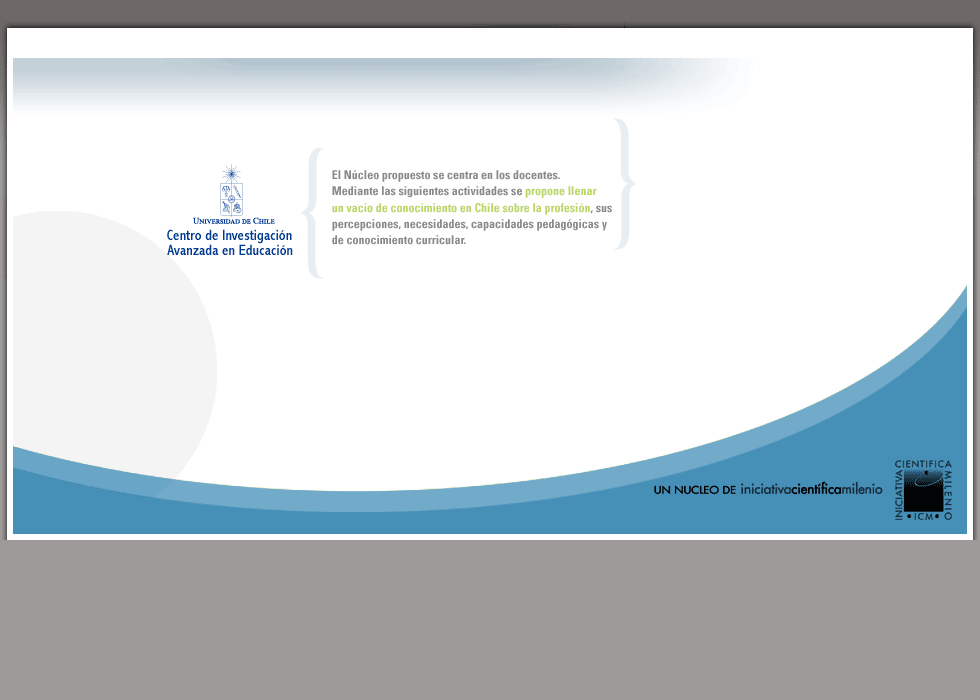 UNIVERSIDAD DE CHILE
Centro de Investigación
Avanzada en Educación
El Núcleo propuesto se centra en los docentes.
Mediante las siguientes actividades se propone llenar
un vacio de conocimiento en Chile sobre la profesión, sus
percepciones, necesidades, capacidades pedagógicas y
de conocimiento curricular.
UN NUCLEO DE iniciativacientíficamilenio
INICIATIVA
CIENTIFICA
MILENIO
•ICM•